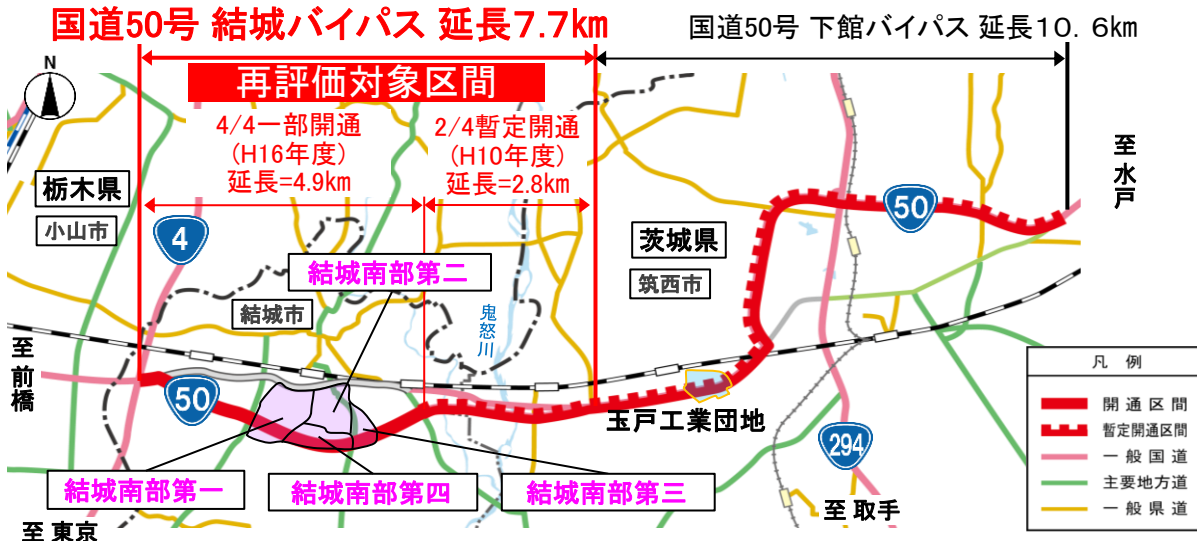 国道50号 結城バイパス 延長7.7km
国道50号 下館バイパス 延長10.6km
再評価対象区間
4/4一部開通
(H16年度)
延長=4.9km
2/4暫定開通
(H10年度)
延長=2.8km
N
至水戸
栃木県
小山市
4
50
茨城県
筑西市
結城南部第二
結城市
鬼怒川
至前橋
50
玉戸工業団地
294
結城南部第一
結城南部第四
結城南部第三
至 取手
至 東京
凡 例
開通区間
暫定開通区間
一般国道
主要地方道
一般県道